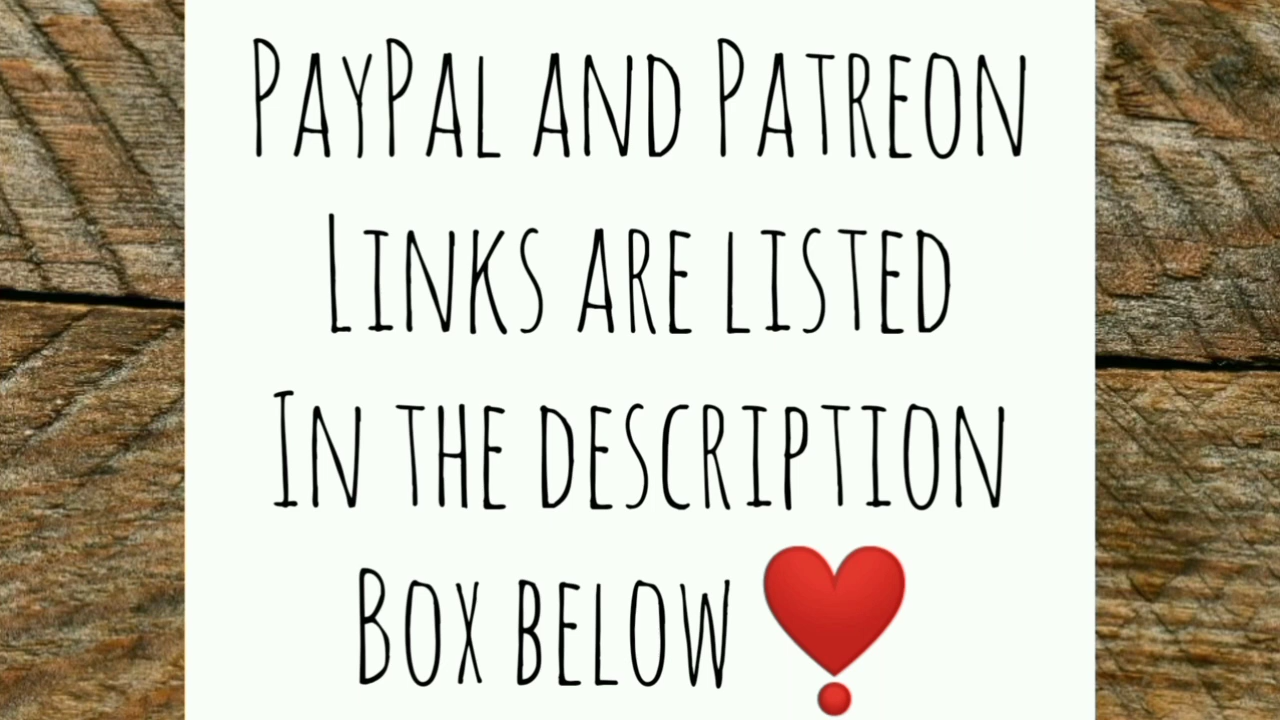 PayPal and Patreon
Links are listed
In the description
Box below ❣️